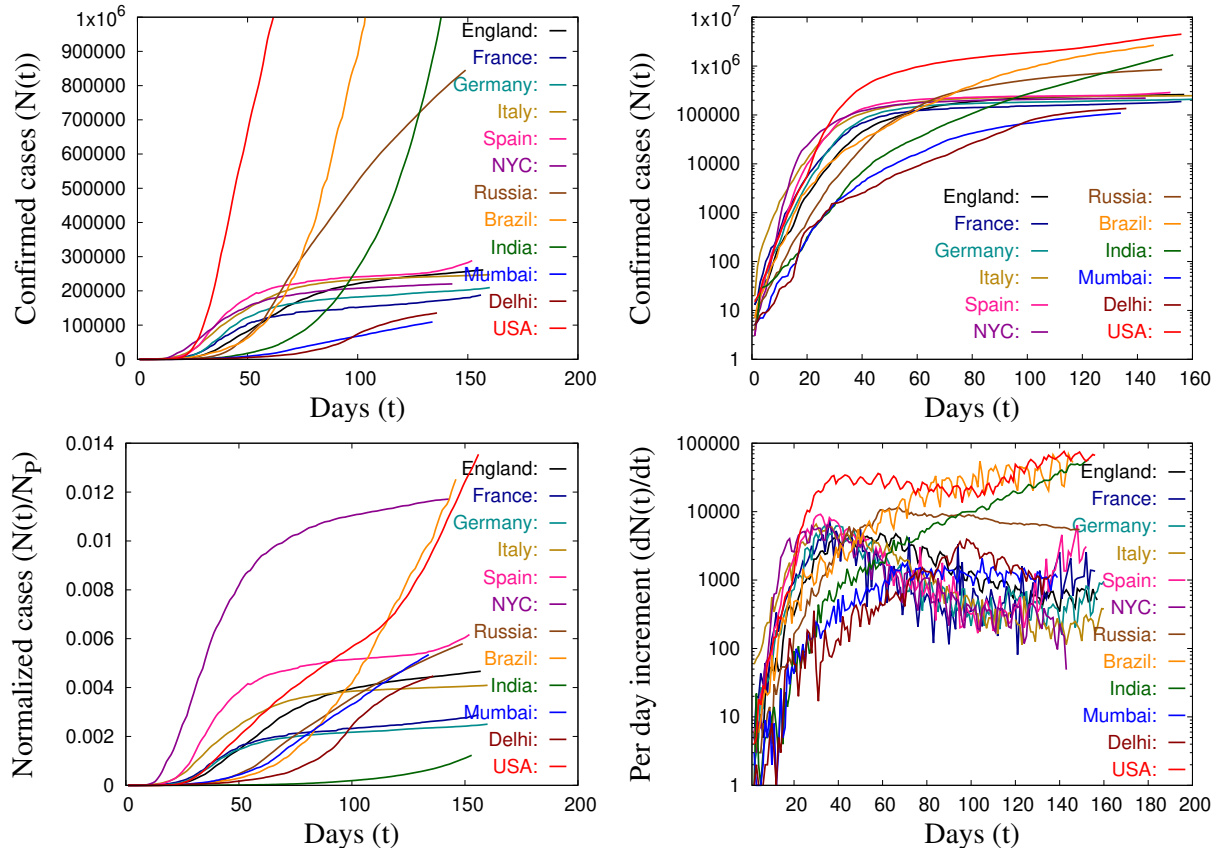 Confirmed cases (N(t))
1x10^6
900000
800000
700000
600000
500000
400000
300000
200000
100000
0
0 50 100 150 200
Days (t)
England:
France:
Germany:
Italy:
Spain:
NYC:
Russia:
Brazil:
India:
Mumbai:
Delhi:
USA:
Confirmed cases (N(t))
1x10^7
1x10^6
100000
10000
1000
100
10
1
0 20 40 60 80 100 120 140 160
Days (t)
England:
France:
Germany:
Italy:
Spain:
NYC:
Russia:
Brazil:
India:
Mumbai:
Delhi:
USA:
Normalized cases (N(t)/N_P)
0.014
0.012
0.01
0.008
0.006
0.004
0.002
0
0 50 100 150 200
Days (t)
England:
France:
Germany:
Italy:
Spain:
NYC:
Russia:
Brazil:
India:
Mumbai:
Delhi:
USA:
Per day increment (dN(t)/dt)
100000
10000
1000
100
10
1
20 40 60 80 100 120 140 160 180 200
Days (t)
England:
France:
Germany:
Italy:
Spain:
NYC:
Russia:
Brazil:
India:
Mumbai:
Delhi:
USA: